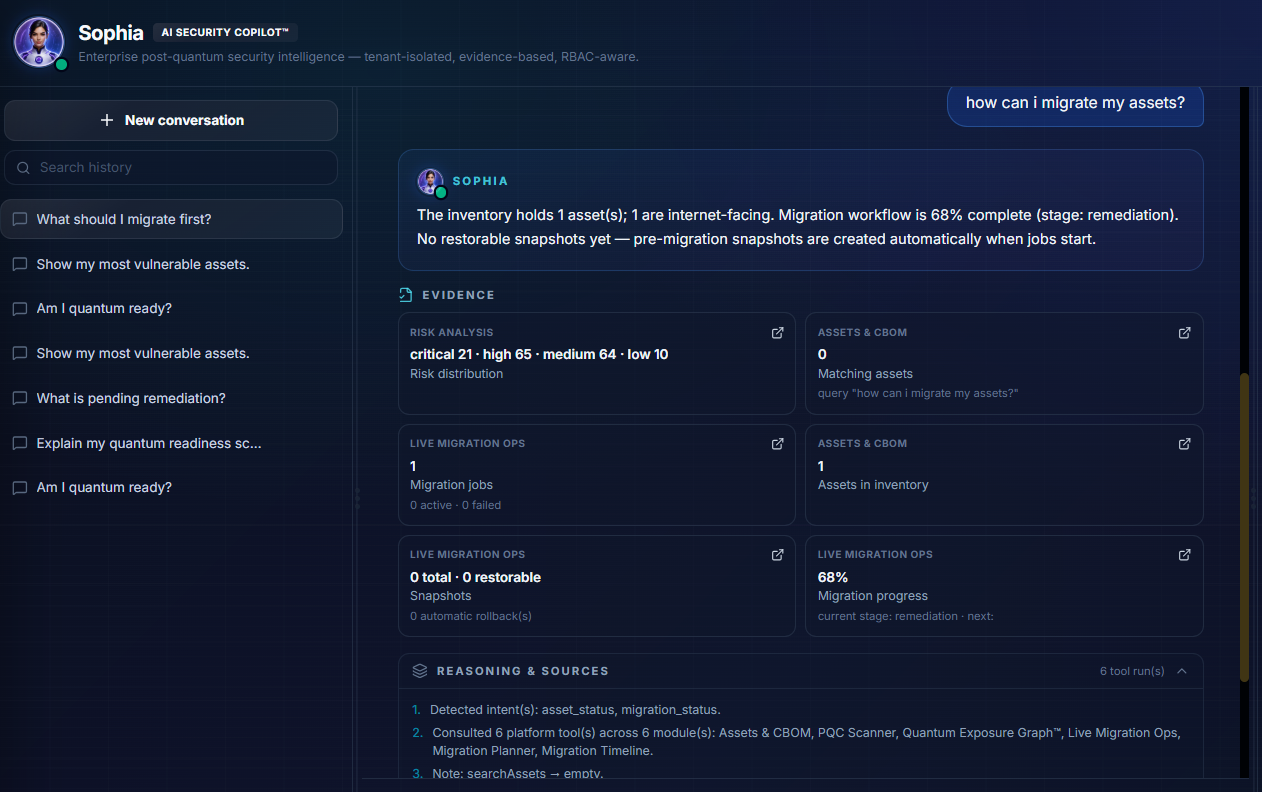 Sophia
AI SECURITY COPILOT™
Enterprise post-quantum security intelligence — tenant-isolated, evidence-based, RBAC-aware.
New conversation
Search history
What should I migrate first?
Show my most vulnerable assets.
Am I quantum ready?
Show my most vulnerable assets.
What is pending remediation?
Explain my quantum readiness sc...
Am I quantum ready?
how can i migrate my assets?
SOPHIA
The inventory holds 1 asset(s); 1 are internet-facing. Migration workflow is 68% complete (stage: remediation).
No restorable snapshots yet — pre-migration snapshots are created automatically when jobs start.
EVIDENCE
RISK ANALYSIS
critical 21 · high 65 · medium 64 · low 10
Risk distribution
ASSETS & CBOM
0
Matching assets
query "how can i migrate my assets?"
LIVE MIGRATION OPS
1
Migration jobs
0 active · 0 failed
ASSETS & CBOM
1
Assets in inventory
LIVE MIGRATION OPS
0 total · 0 restorable
Snapshots
0 automatic rollback(s)
LIVE MIGRATION OPS
68%
Migration progress
current stage: remediation · next:
REASONING & SOURCES
6 tool run(s)
1. Detected intent(s): asset_status, migration_status.
2. Consulted 6 platform tool(s) across 6 module(s): Assets & CBOM, PQC Scanner, Quantum Exposure Graph™, Live Migration Ops,
Migration Planner, Migration Timeline.
3. Note: searchAssets → empty.